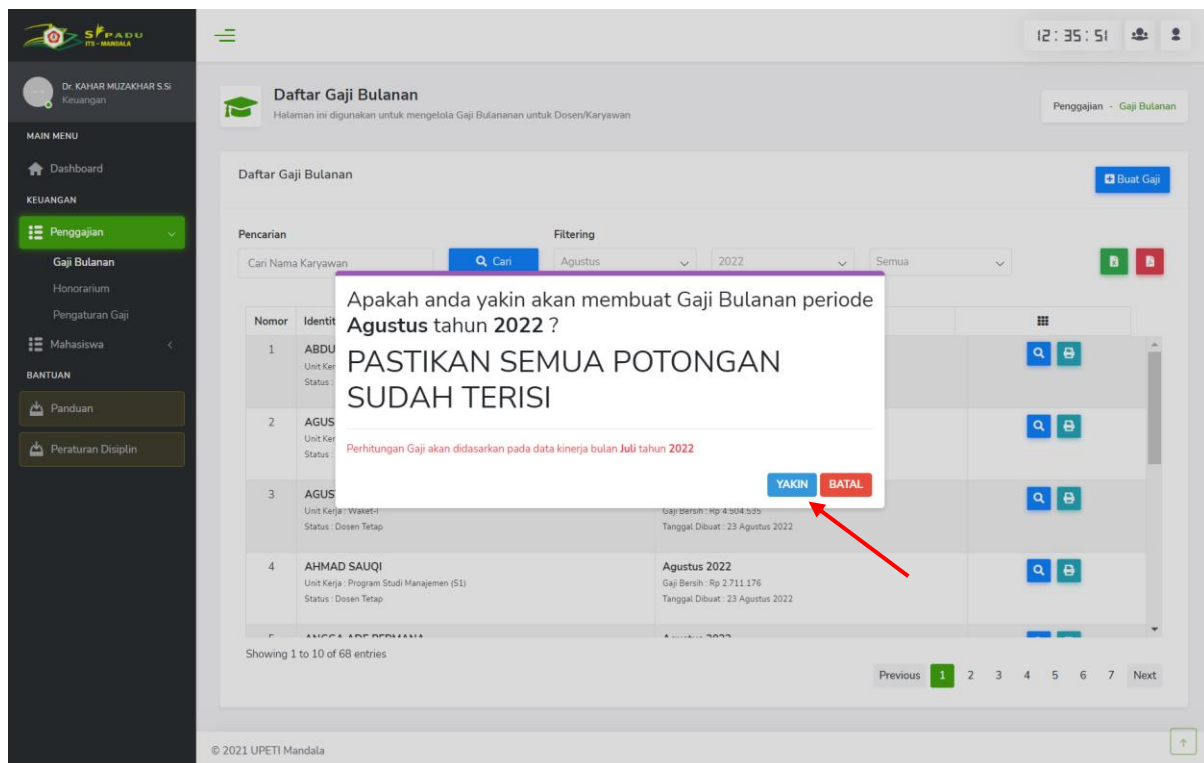 SIPADU
ITS - MANDALA
12:35:51
Dr. KAHAR MUZAKHAR S.Si
Keuangan
MAIN MENU
Dashboard
KEUANGAN
Penggajian
Gaji Bulanan
Honorarium
Pengaturan Gaji
Mahasiswa
BANTUAN
Panduan
Peraturan Disiplin
Daftar Gaji Bulanan
Halaman ini digunakan untuk mengelola Gaji Bulananan untuk Dosen/Karyawan
Penggajian - Gaji Bulanan
Daftar Gaji Bulanan
Buat Gaji
Pencarian
Filtering
Cari Nama Karyawan
Cari
Agustus
2022
Semua
Apakah anda yakin akan membuat Gaji Bulanan periode
Agustus tahun 2022 ?
PASTIKAN SEMUA POTONGAN
SUDAH TERISI
Perhitungan Gaji akan didasarkan pada data kinerja bulan Juli tahun 2022
YAKIN BATAL
Nomor Identit
1 ABDU
Unit Ker
Status :
2 AGUS
Unit Ker
Status :
3 AGUS
Unit Kerja : Waket-I
Gaji Bersih : Rp 4.504.535
Status : Dosen Tetap
Tanggal Dibuat : 23 Agustus 2022
4 AHMAD SAUQI
Agustus 2022
Unit Kerja : Program Studi Manajemen (S1)
Gaji Bersih : Rp 2.711.176
Status : Dosen Tetap
Tanggal Dibuat : 23 Agustus 2022
5 ANGGA ADE PERMANA
Agustus 2022
Showing 1 to 10 of 68 entries
Previous 1 2 3 4 5 6 7 Next
© 2021 UPETI Mandala